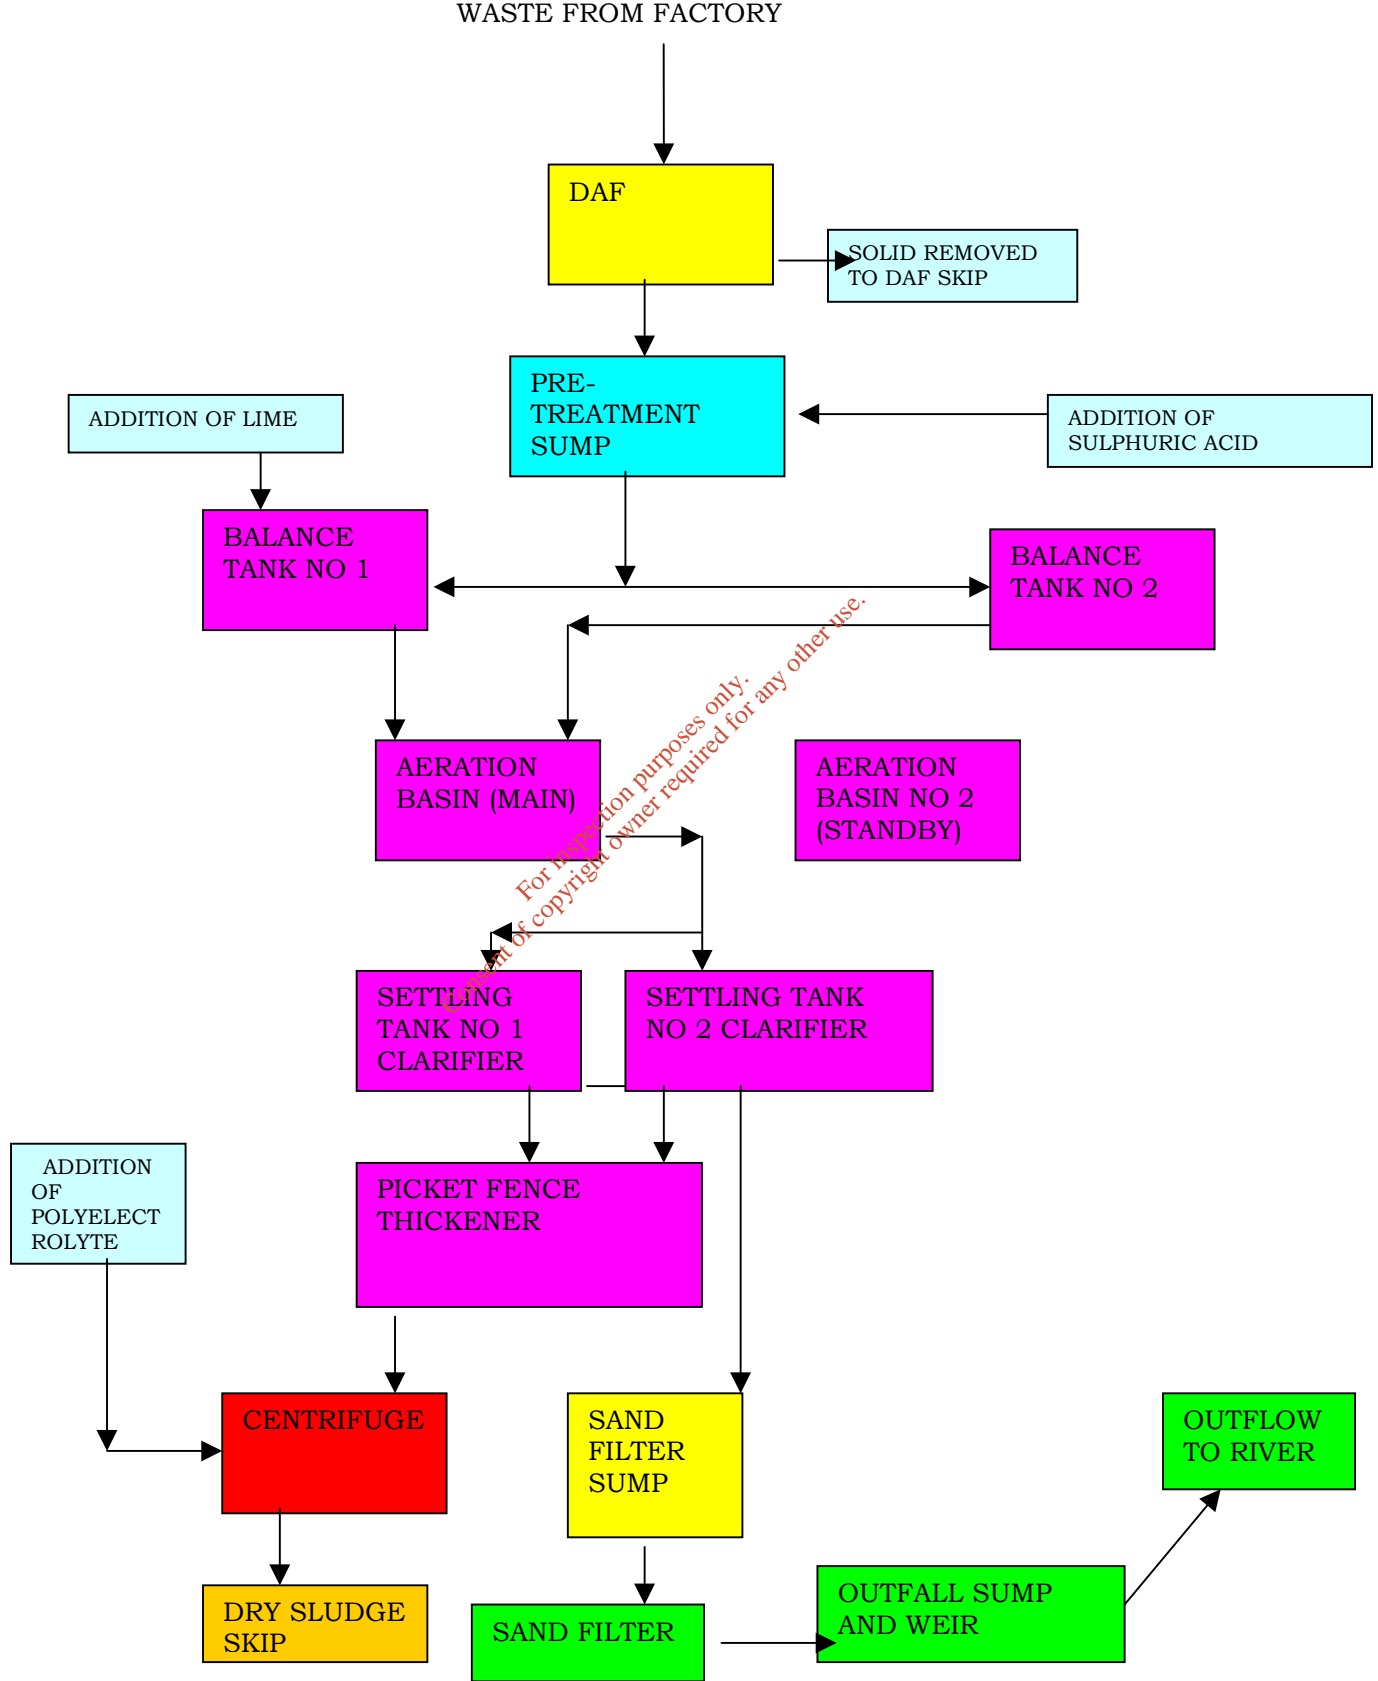 WASTE FROM FACTORY
DAF
SOLID REMOVED
TO DAF SKIP
PRE-
TREATMENT
SUMP
ADDITION OF LIME
ADDITION OF
SULPHURIC ACID
BALANCE
TANK NO 1
BALANCE
TANK NO 2
For inspection purposes only.
Consent of copyright owner required for any other use.
AERATION
BASIN (MAIN)
AERATION
BASIN NO 2
(STANDBY)
SETTLING
TANK NO 1
CLARIFIER
SETTLING TANK
NO 2 CLARIFIER
ADDITION
OF
POLYELECT
ROLYTE
PICKET FENCE
THICKENER
CENTRIFUGE
SAND
FILTER
SUMP
OUTFLOW
TO RIVER
DRY SLUDGE
SKIP
SAND FILTER
OUTFALL SUMP
AND WEIR